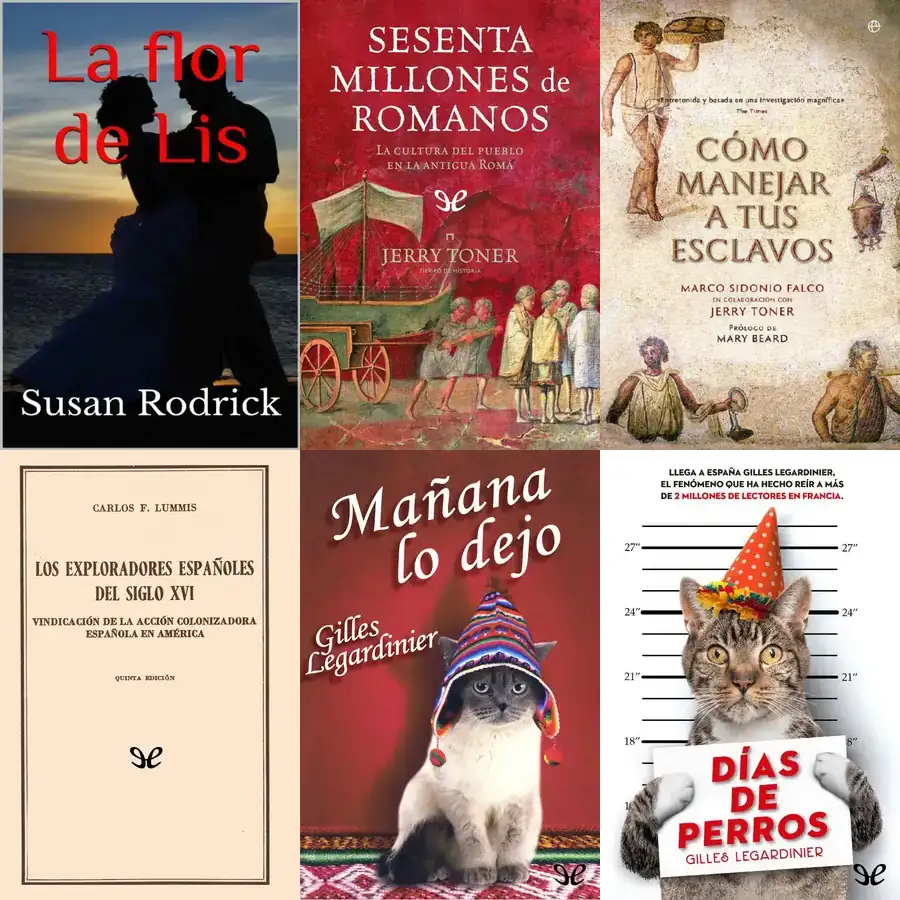 La flor
de Lis
Susan Rodrick
SESENTA
MILLONES de
ROMANOS
LA CULTURA DEL PUEBLO
EN LA ANTIGUA ROMA
JERRY TONER
TIEMPO DE HISTORIA
«Entretenida y basada en una investigación magnífica»
The Times
CÓMO
MANEJAR
A TUS
ESCLAVOS
MARCO SIDONIO FALCO
EN COLABORACIÓN CON
JERRY TONER
PRÓLOGO DE
MARY BEARD
CARLOS F. LUMMIS
LOS EXPLORADORES ESPAÑOLES
DEL SIGLO XVI
VINDICACIÓN DE LA ACCIÓN COLONIZADORA
ESPAÑOLA EN AMÉRICA
QUINTA EDICIÓN
Mañana
lo dejo
Gilles
Legardinier
LLEGA A ESPAÑA GILLES LEGARDINIER,
EL FENÓMENO QUE HA HECHO REÍR A MÁS
DE 2 MILLONES DE LECTORES EN FRANCIA.
27" 27"
24" 24"
21" 21"
18" 8"
DÍAS
DE
PERROS
GILLES LEGARDINIER